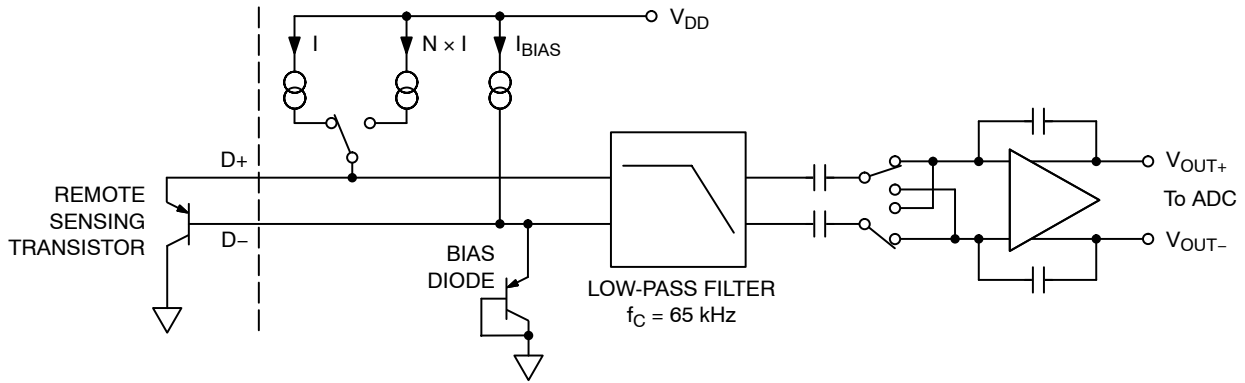 V_DD
I
N × I
I_BIAS
D+
REMOTE
SENSING
TRANSISTOR
D−
BIAS
DIODE
LOW-PASS FILTER
f_C = 65 kHz
V_OUT+
To ADC
V_OUT−